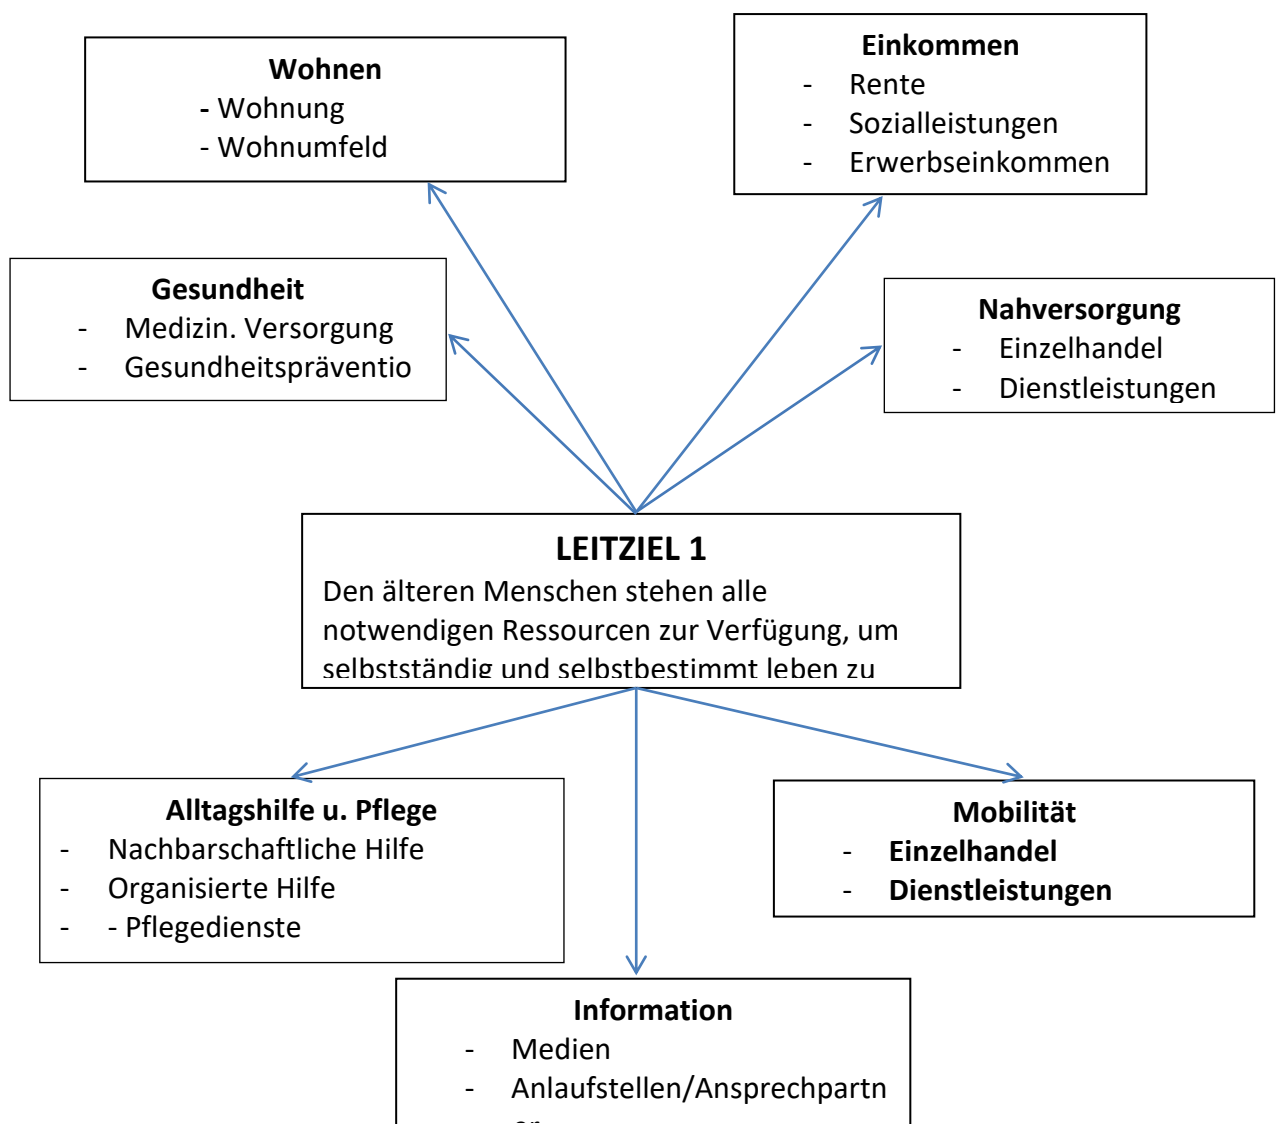 Wohnen
- Wohnung
- Wohnumfeld
Einkommen
- Rente
- Sozialleistungen
- Erwerbseinkommen
Gesundheit
- Medizin. Versorgung
- Gesundheitspräventio
Nahversorgung
- Einzelhandel
- Dienstleistungen
LEITZIEL 1
Den älteren Menschen stehen alle
notwendigen Ressourcen zur Verfügung, um
selbstständig und selbstbestimmt leben zu
Alltagshilfe u. Pflege
- Nachbarschaftliche Hilfe
- Organisierte Hilfe
- - Pflegedienste
Mobilität
- Einzelhandel
- Dienstleistungen
Information
- Medien
- Anlaufstellen/Ansprechpartn